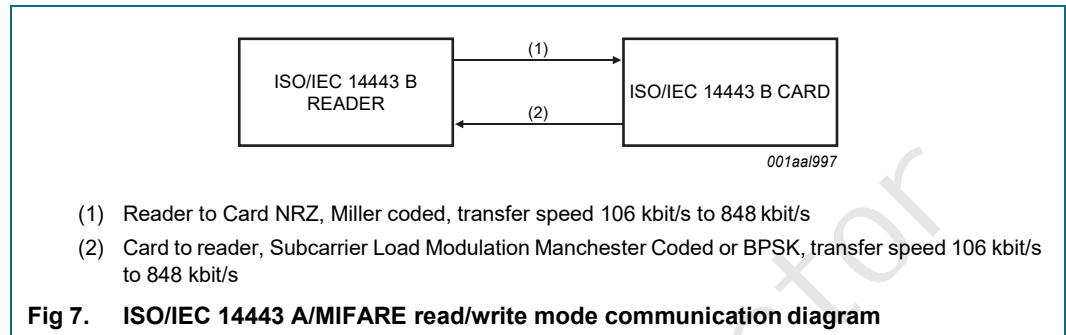 (1)
ISO/IEC 14443 B
READER
ISO/IEC 14443 B CARD
(2)
001aal997
(1) Reader to Card NRZ, Miller coded, transfer speed 106 kbit/s to 848 kbit/s
(2) Card to reader, Subcarrier Load Modulation Manchester Coded or BPSK, transfer speed 106 kbit/s
to 848 kbit/s
Fig 7. ISO/IEC 14443 A/MIFARE read/write mode communication diagram